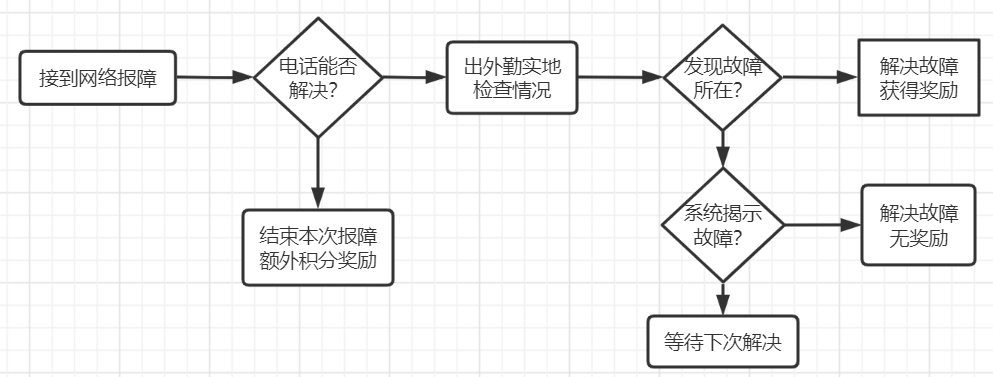 接到网络报障
电话能否
解决?
出外勤实地
检查情况
发现故障
所在?
解决故障
获得奖励
结束本次报障
额外积分奖励
系统揭示
故障?
解决故障
无奖励
等待下次解决